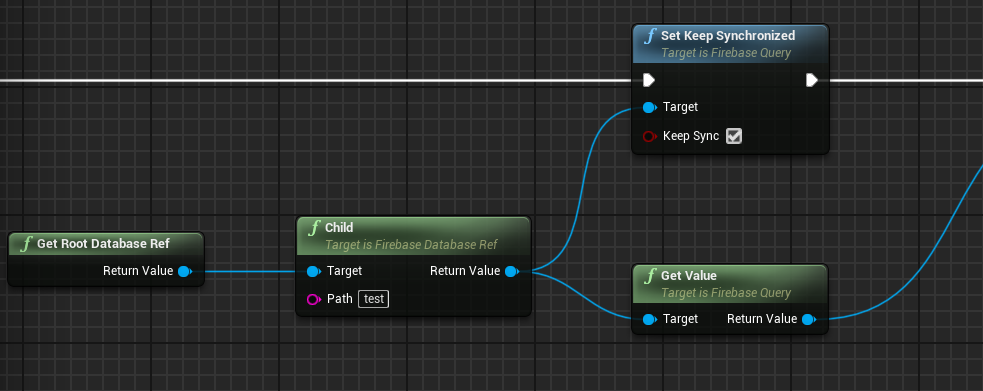 Set Keep Synchronized
Target is Firebase Query
Target
Keep Sync
Get Root Database Ref
Return Value
Child
Target is Firebase Database Ref
Target Return Value
Path test
Get Value
Target is Firebase Query
Target Return Value